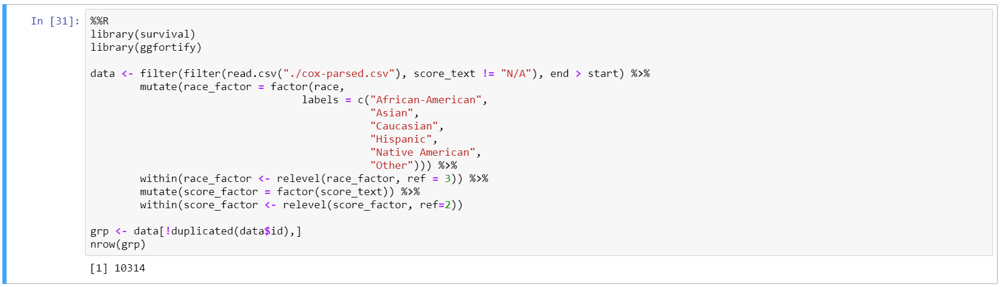 In [31]: %%R
library(survival)
library(ggfortify)
data <- filter(filter(read.csv("./cox-parsed.csv"), score_text != "N/A"), end > start) %>%
mutate(race_factor = factor(race,
labels = c("African-American",
"Asian",
"Caucasian",
"Hispanic",
"Native American",
"Other"))) %>%
within(race_factor <- relevel(race_factor, ref = 3)) %>%
mutate(score_factor = factor(score_text)) %>%
within(score_factor <- relevel(score_factor, ref=2))
grp <- data[!duplicated(data$id),]
nrow(grp)
[1] 10314